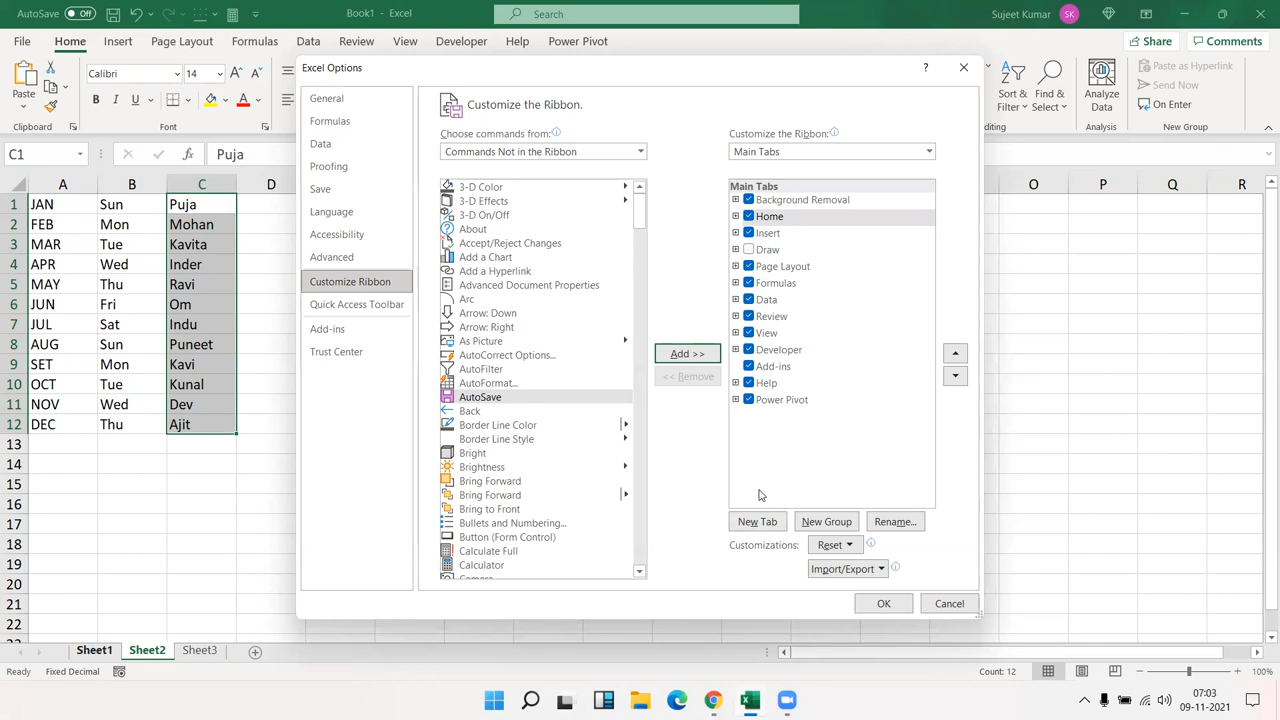 AutoSave Off Book1 - Excel Search Sujeet Kumar SK
File Home Insert Page Layout Formulas Data Review View Developer Help Power Pivot Share Comments
Paste Calibri 14 B I U A Sort & Filter Find & Select Analyze Data Paste as Hyperlink Send Now On Enter
Clipboard Font Editing Analysis New Group
C1 Puja
A B C D O P Q R
1 JAN Sun Puja
2 FEB Mon Mohan
3 MAR Tue Kavita
4 APR Wed Inder
5 MAY Thu Ravi
6 JUN Fri Om
7 JUL Sat Indu
8 AUG Sun Puneet
9 SET Mon Kavi
10 OCT Tue Kunal
11 NOV Wed Dev
12 DEC Thu Ajit
13
14
15
16
17
18
19
20
21
22
23
Excel Options ?
General
Formulas
Data
Proofing
Save
Language
Accessibility
Advanced
Customize Ribbon
Quick Access Toolbar
Add-ins
Trust Center
Customize the Ribbon.
Choose commands from:
Commands Not in the Ribbon
3-D Color
3-D Effects
3-D On/Off
About
Accept/Reject Changes
Add a Chart
Add a Hyperlink
Advanced Document Properties
Arc
Arrow: Down
Arrow: Right
As Picture
AutoCorrect Options...
AutoFilter
AutoFormat...
AutoSave
Back
Border Line Color
Border Line Style
Bright
Brightness
Bring Forward
Bring Forward
Bring to Front
Bullets and Numbering...
Button (Form Control)
Calculate Full
Calculator
Camera
Add >>
<< Remove
Customize the Ribbon:
Main Tabs
Main Tabs
Background Removal
Home
Insert
Draw
Page Layout
Formulas
Data
Review
View
Developer
Add-ins
Help
Power Pivot
New Tab New Group Rename...
Customizations: Reset
Import/Export
OK Cancel
Sheet1 Sheet2 Sheet3
Fixed Decimal Count: 12 100%
07:03
09-11-2021